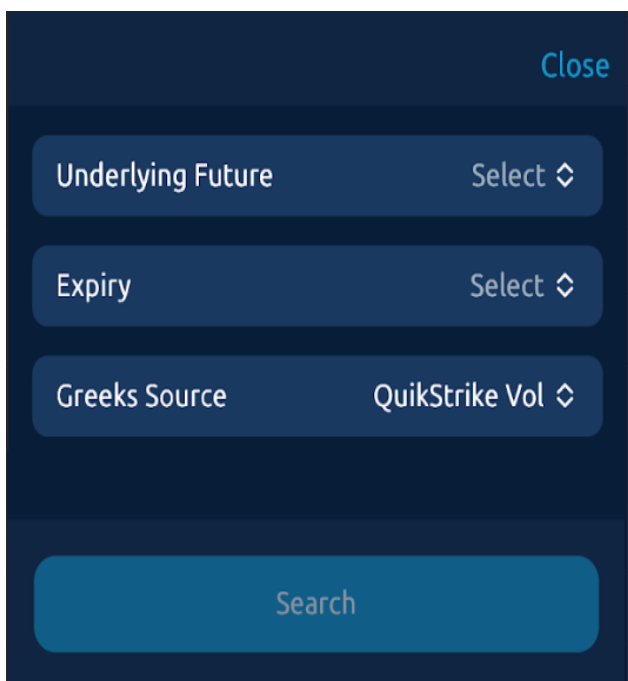 Close
Underlying Future Select
Expiry Select
Greeks Source QuikStrike Vol
Search